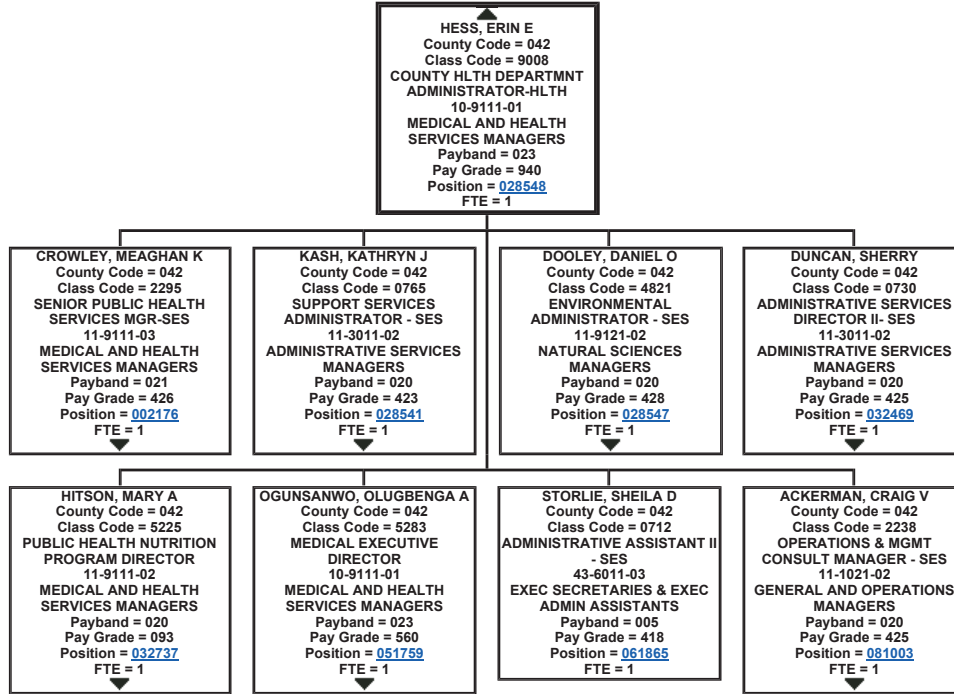 HESS, ERIN E
County Code = 042
Class Code = 9008
COUNTY HLTH DEPARTMNT
ADMINISTRATOR-HLTH
10-9111-01
MEDICAL AND HEALTH
SERVICES MANAGERS
Payband = 023
Pay Grade = 940
Position = 028548
FTE = 1
CROWLEY, MEAGHAN K
County Code = 042
Class Code = 2295
SENIOR PUBLIC HEALTH
SERVICES MGR-SES
11-9111-03
MEDICAL AND HEALTH
SERVICES MANAGERS
Payband = 021
Pay Grade = 426
Position = 002176
FTE = 1
KASH, KATHRYN J
County Code = 042
Class Code = 0765
SUPPORT SERVICES
ADMINISTRATOR - SES
11-3011-02
ADMINISTRATIVE SERVICES
MANAGERS
Payband = 020
Pay Grade = 423
Position = 028541
FTE = 1
DOOLEY, DANIEL O
County Code = 042
Class Code = 4821
ENVIRONMENTAL
ADMINISTRATOR - SES
11-9121-02
NATURAL SCIENCES
MANAGERS
Payband = 020
Pay Grade = 428
Position = 028547
FTE = 1
DUNCAN, SHERRY
County Code = 042
Class Code = 0730
ADMINISTRATIVE SERVICES
DIRECTOR II- SES
11-3011-02
ADMINISTRATIVE SERVICES
MANAGERS
Payband = 020
Pay Grade = 425
Position = 032469
FTE = 1
HITSON, MARY A
County Code = 042
Class Code = 5225
PUBLIC HEALTH NUTRITION
PROGRAM DIRECTOR
11-9111-02
MEDICAL AND HEALTH
SERVICES MANAGERS
Payband = 020
Pay Grade = 093
Position = 032737
FTE = 1
OGUNSANWO, OLUGBENGA A
County Code = 042
Class Code = 5283
MEDICAL EXECUTIVE
DIRECTOR
10-9111-01
MEDICAL AND HEALTH
SERVICES MANAGERS
Payband = 023
Pay Grade = 560
Position = 051759
FTE = 1
STORLIE, SHEILA D
County Code = 042
Class Code = 0712
ADMINISTRATIVE ASSISTANT II
- SES
43-6011-03
EXEC SECRETARIES & EXEC
ADMIN ASSISTANTS
Payband = 005
Pay Grade = 418
Position = 061865
FTE = 1
ACKERMAN, CRAIG V
County Code = 042
Class Code = 2238
OPERATIONS & MGMT
CONSULT MANAGER - SES
11-1021-02
GENERAL AND OPERATIONS
MANAGERS
Payband = 020
Pay Grade = 425
Position = 081003
FTE = 1